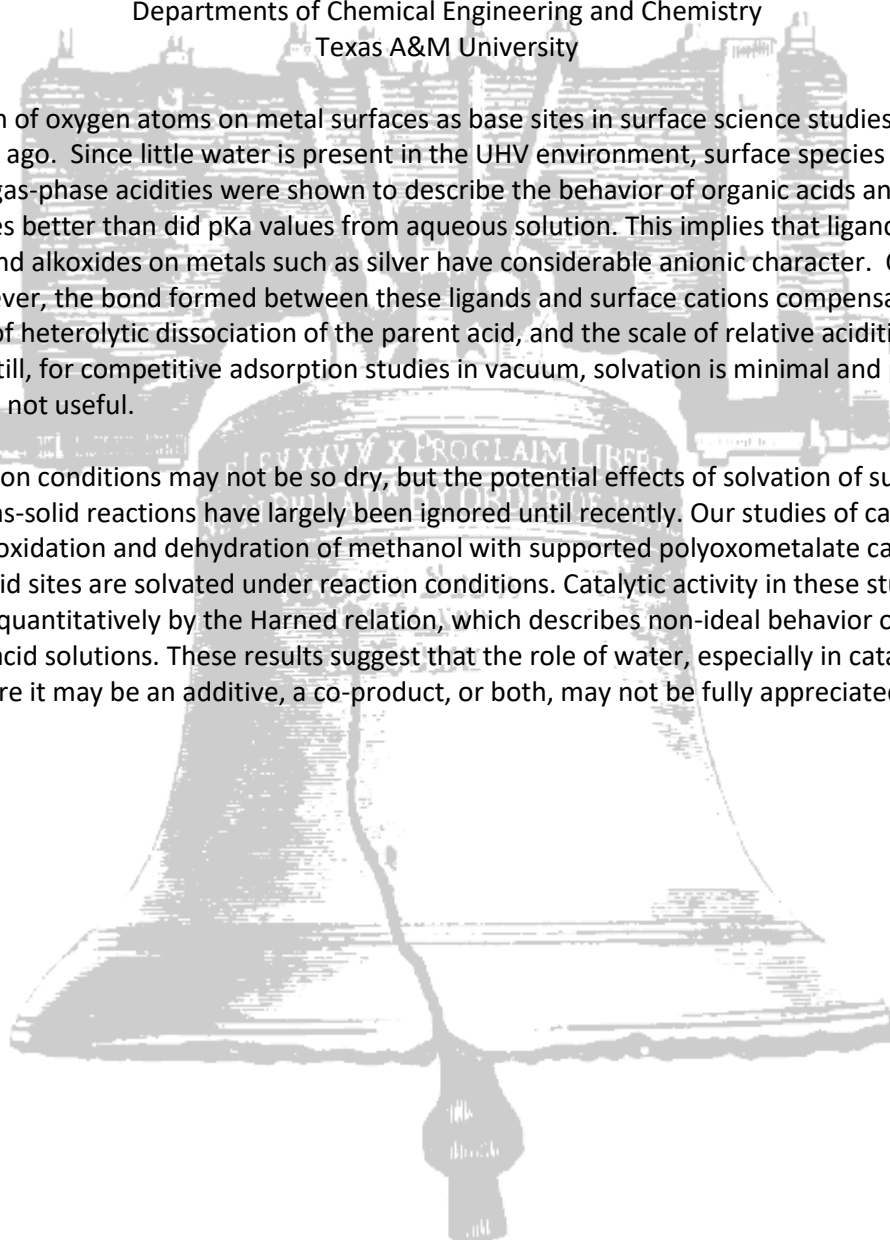 Departments of Chemical Engineering and Chemistry
Texas A&M University
of oxygen atoms on metal surfaces as base sites in surface science studies
ago. Since little water is present in the UHV environment, surface species
gas-phase acidities were shown to describe the behavior of organic acids an
better than did pKa values from aqueous solution. This implies that ligand
nd alkoxides on metals such as silver have considerable anionic character.
ever, the bond formed between these ligands and surface cations compensa
of heterolytic dissociation of the parent acid, and the scale of relative aciditi
till, for competitive adsorption studies in vacuum, solvation is minimal and
not useful.
PROCLAIM LIBER
BY ORDER OF
on conditions may not be so dry, but the potential effects of solvation of su
as-solid reactions have largely been ignored until recently. Our studies of ca
oxidation and dehydration of methanol with supported polyoxometalate ca
id sites are solvated under reaction conditions. Catalytic activity in these stu
quantitatively by the Harned relation, which describes non-ideal behavior o
acid solutions. These results suggest that the role of water, especially in cata
re it may be an additive, a co-product, or both, may not be fully appreciated